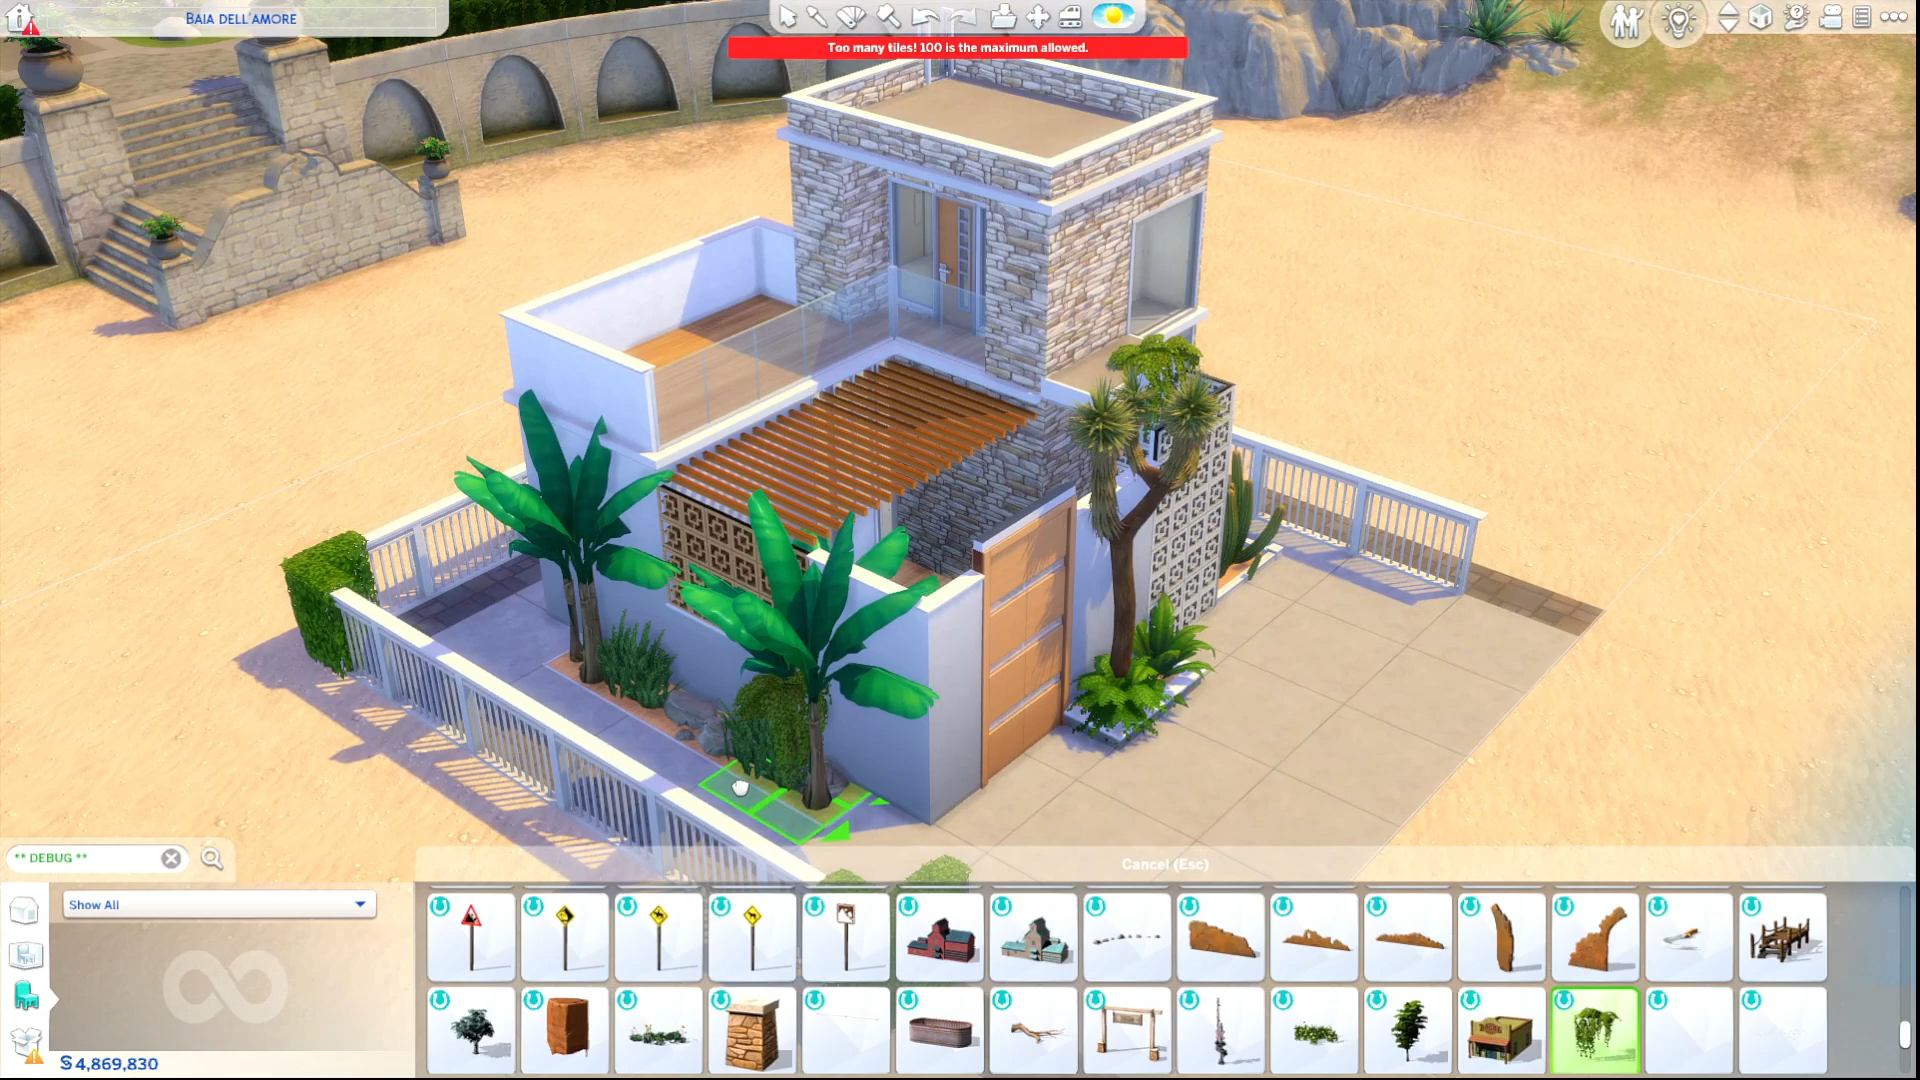 BAIA DELL'AMORE
Too many tiles! 100 is the maximum allowed.
** DEBUG **
Cancel (Esc)
Show All
§4,869,830